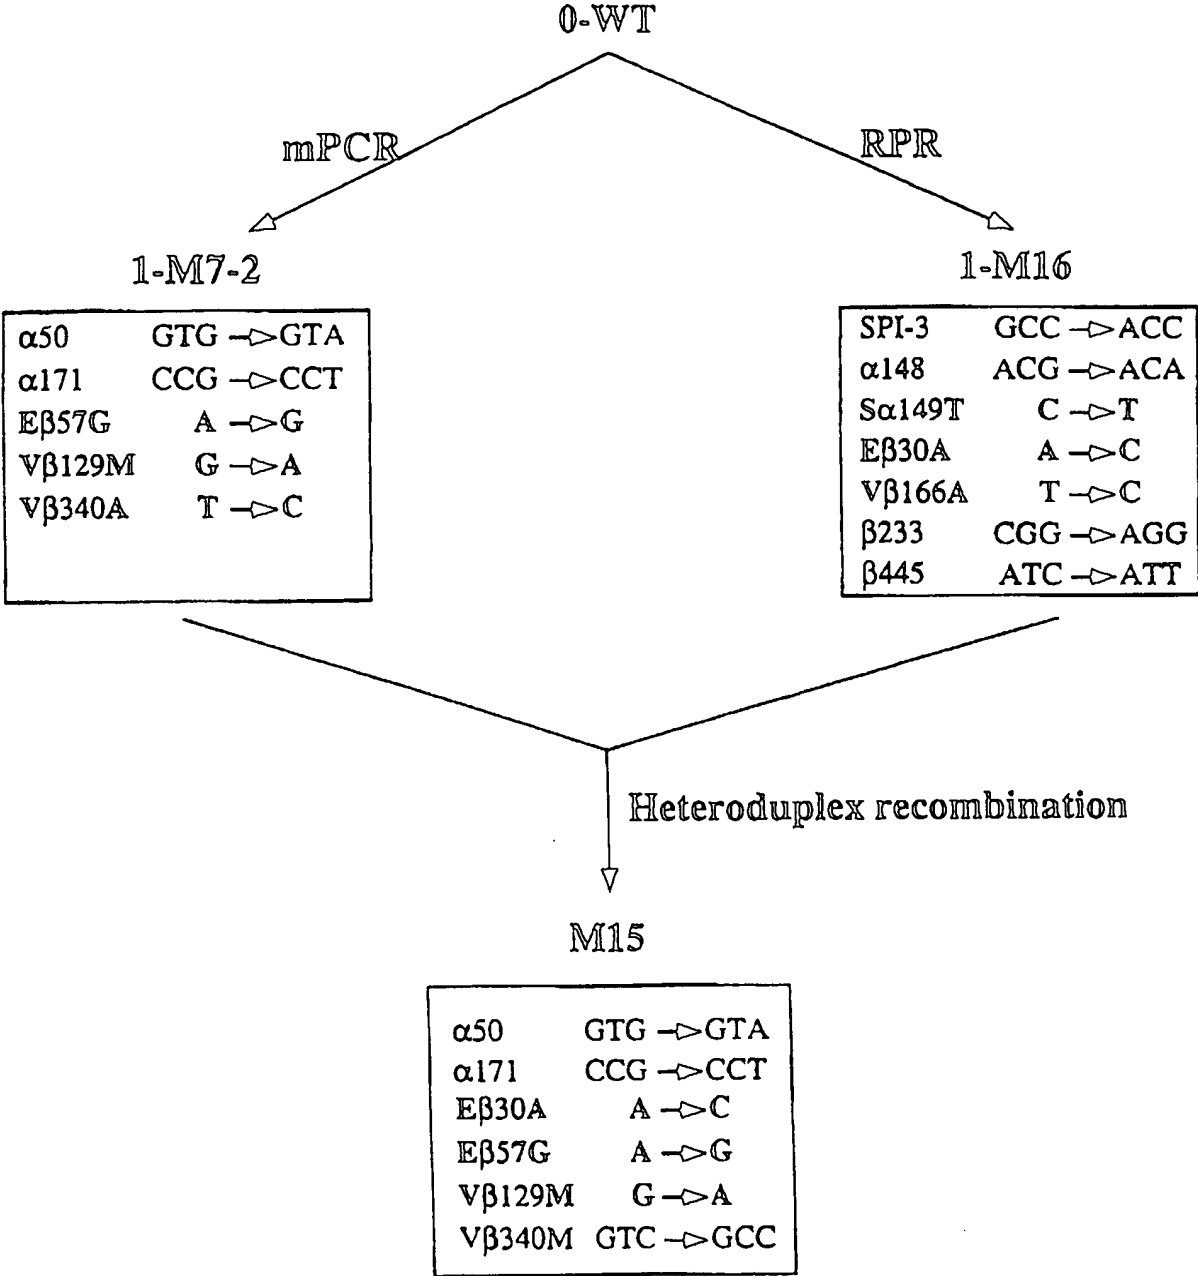 0-WT
mPCR
RPR
1-M7-2
α50 GTG → GTA
α171 CCG → CCT
Eβ57G A → G
Vβ129M G → A
Vβ340A T → C
1-M16
SPI-3 GCC → ACC
α148 ACG → ACA
Sα149T C → T
Eβ30A A → C
Vβ166A T → C
β233 CGG → AGG
β445 ATC → ATT
Heteroduplex recombination
M15
α50 GTG → GTA
α171 CCG → CCT
Eβ30A A → C
Eβ57G A → G
Vβ129M G → A
Vβ340M GTC → GCC